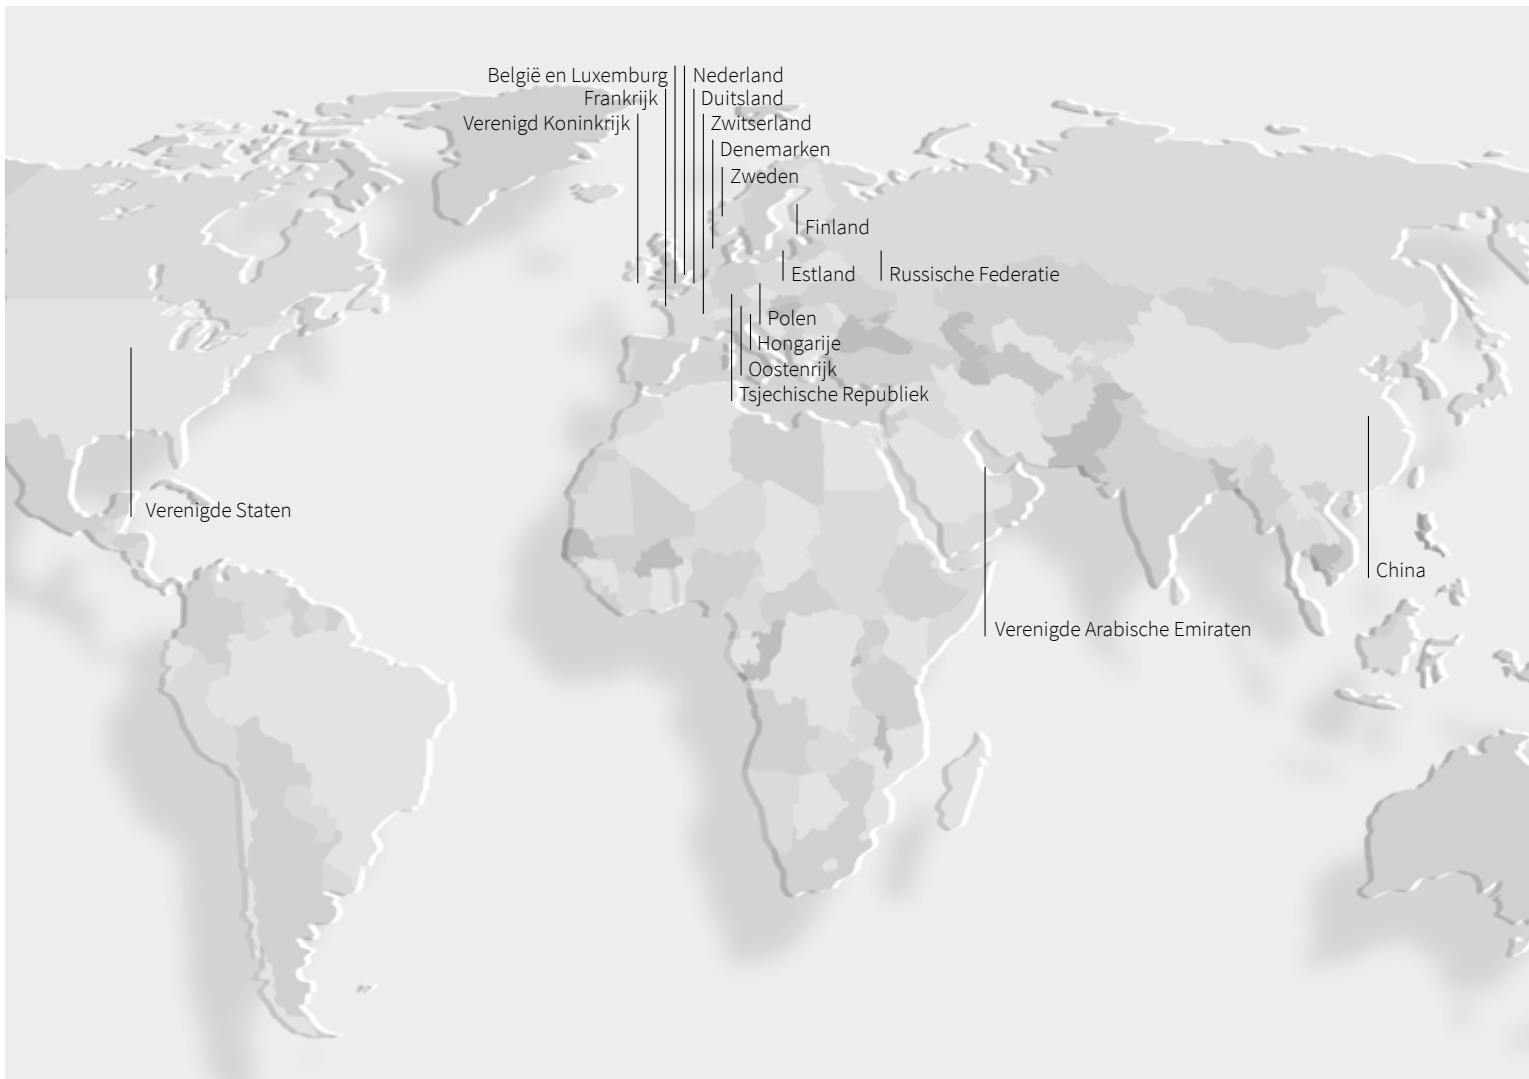 België en Luxemburg
Nederland
Frankrijk
Duitsland
Verenigd Koninkrijk
Zwitserland
Denemarken
Zweden
Finland
Estland
Russische Federatie
Polen
Hongarije
Oostenrijk
Tsjechische Republiek
Verenigde Staten
China
Verenigde Arabische Emiraten